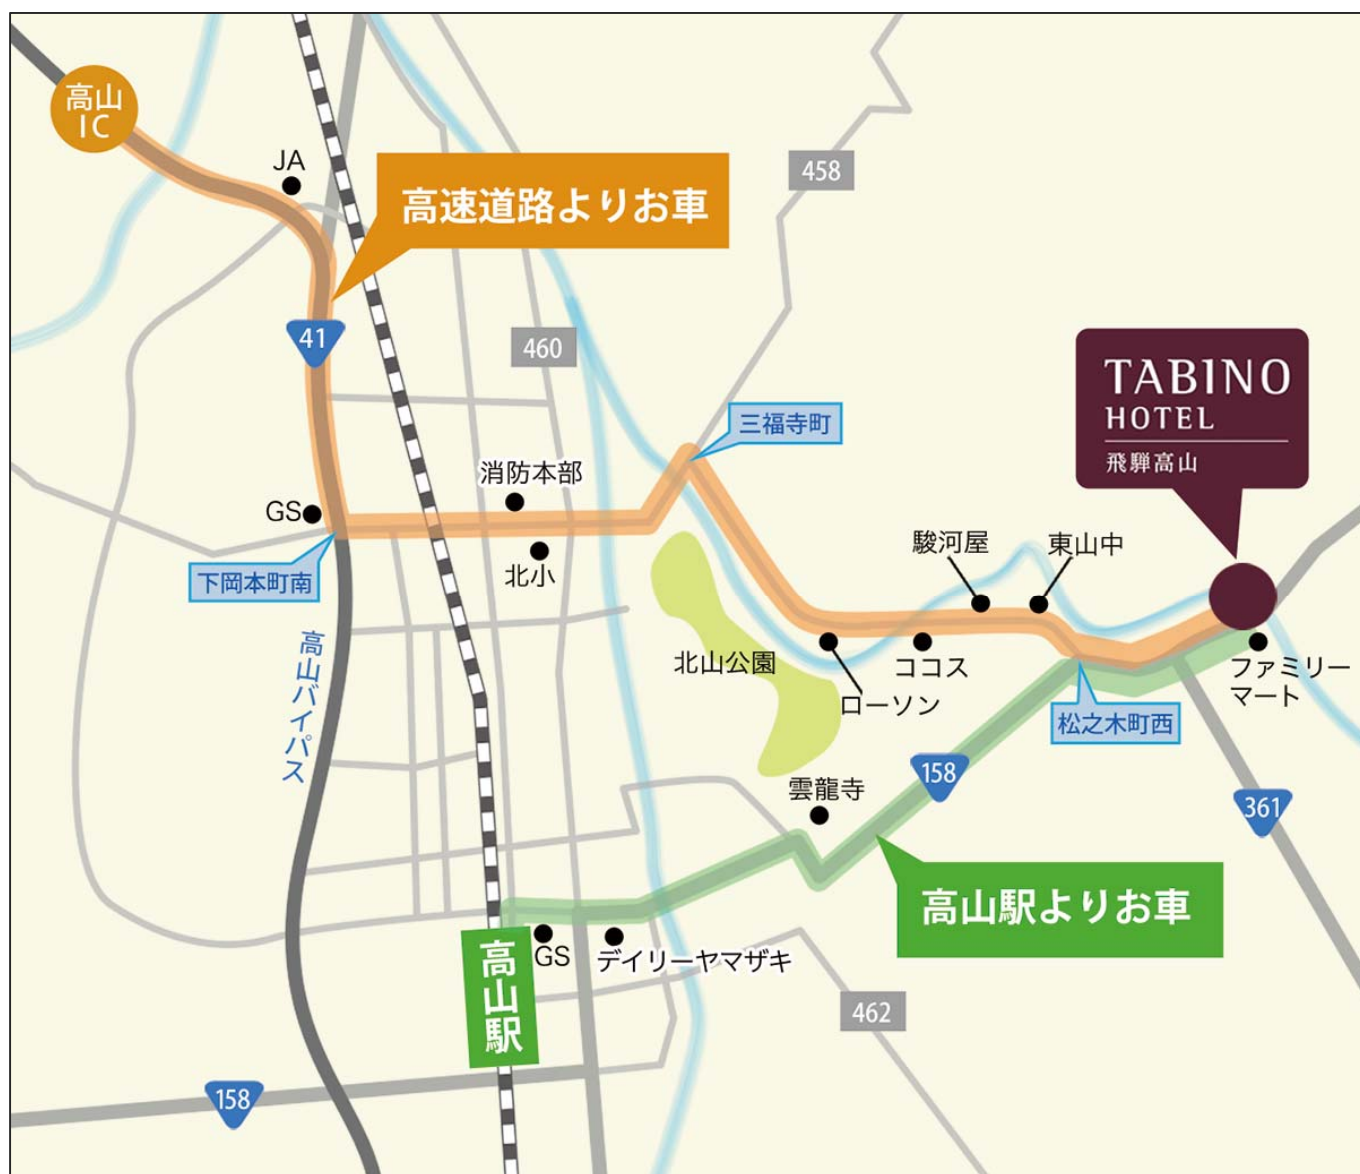 高山
IC
JA
高速道路よりお車
458
41
460
TABINO
HOTEL
飛騨高山
三福寺町
消防本部
GS
北小
下岡本町南
駿河屋
東山中
高山バイパス
北山公園
ローソン
ココス
ファミリー
マート
松之木町西
雲龍寺
158
361
高山駅よりお車
GS
デイリーヤマザキ
高山駅
462
158